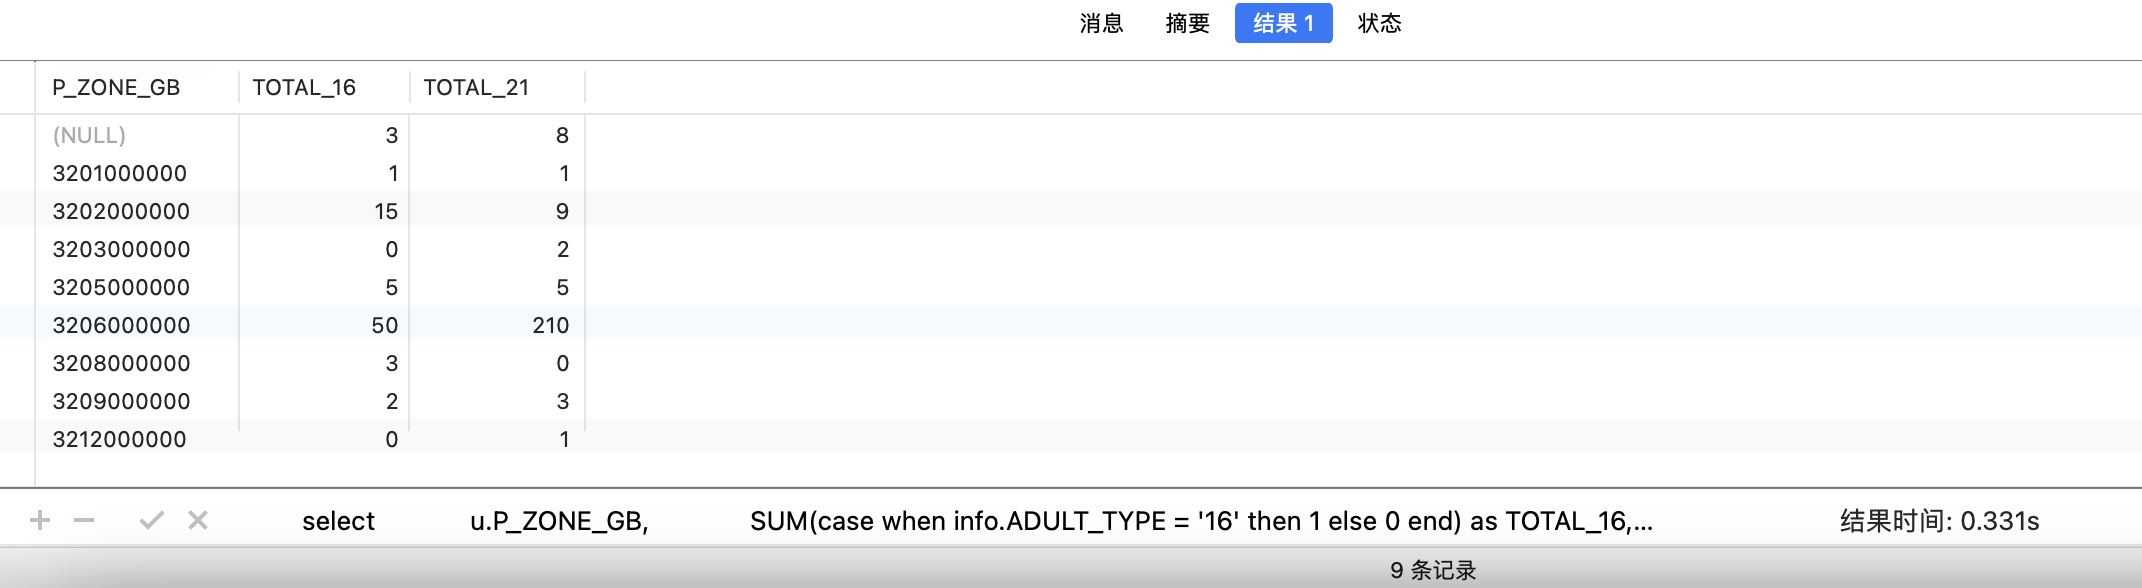 消息 摘要 结果 1 状态
P_ZONE_GB TOTAL_16 TOTAL_21
(NULL) 3 8
3201000000 1 1
3202000000 15 9
3203000000 0 2
3205000000 5 5
3206000000 50 210
3208000000 3 0
3209000000 2 3
3212000000 0 1
select u.P_ZONE_GB, SUM(case when info.ADULT_TYPE = '16' then 1 else 0 end) as TOTAL_16,... 结果时间: 0.331s
9 条记录